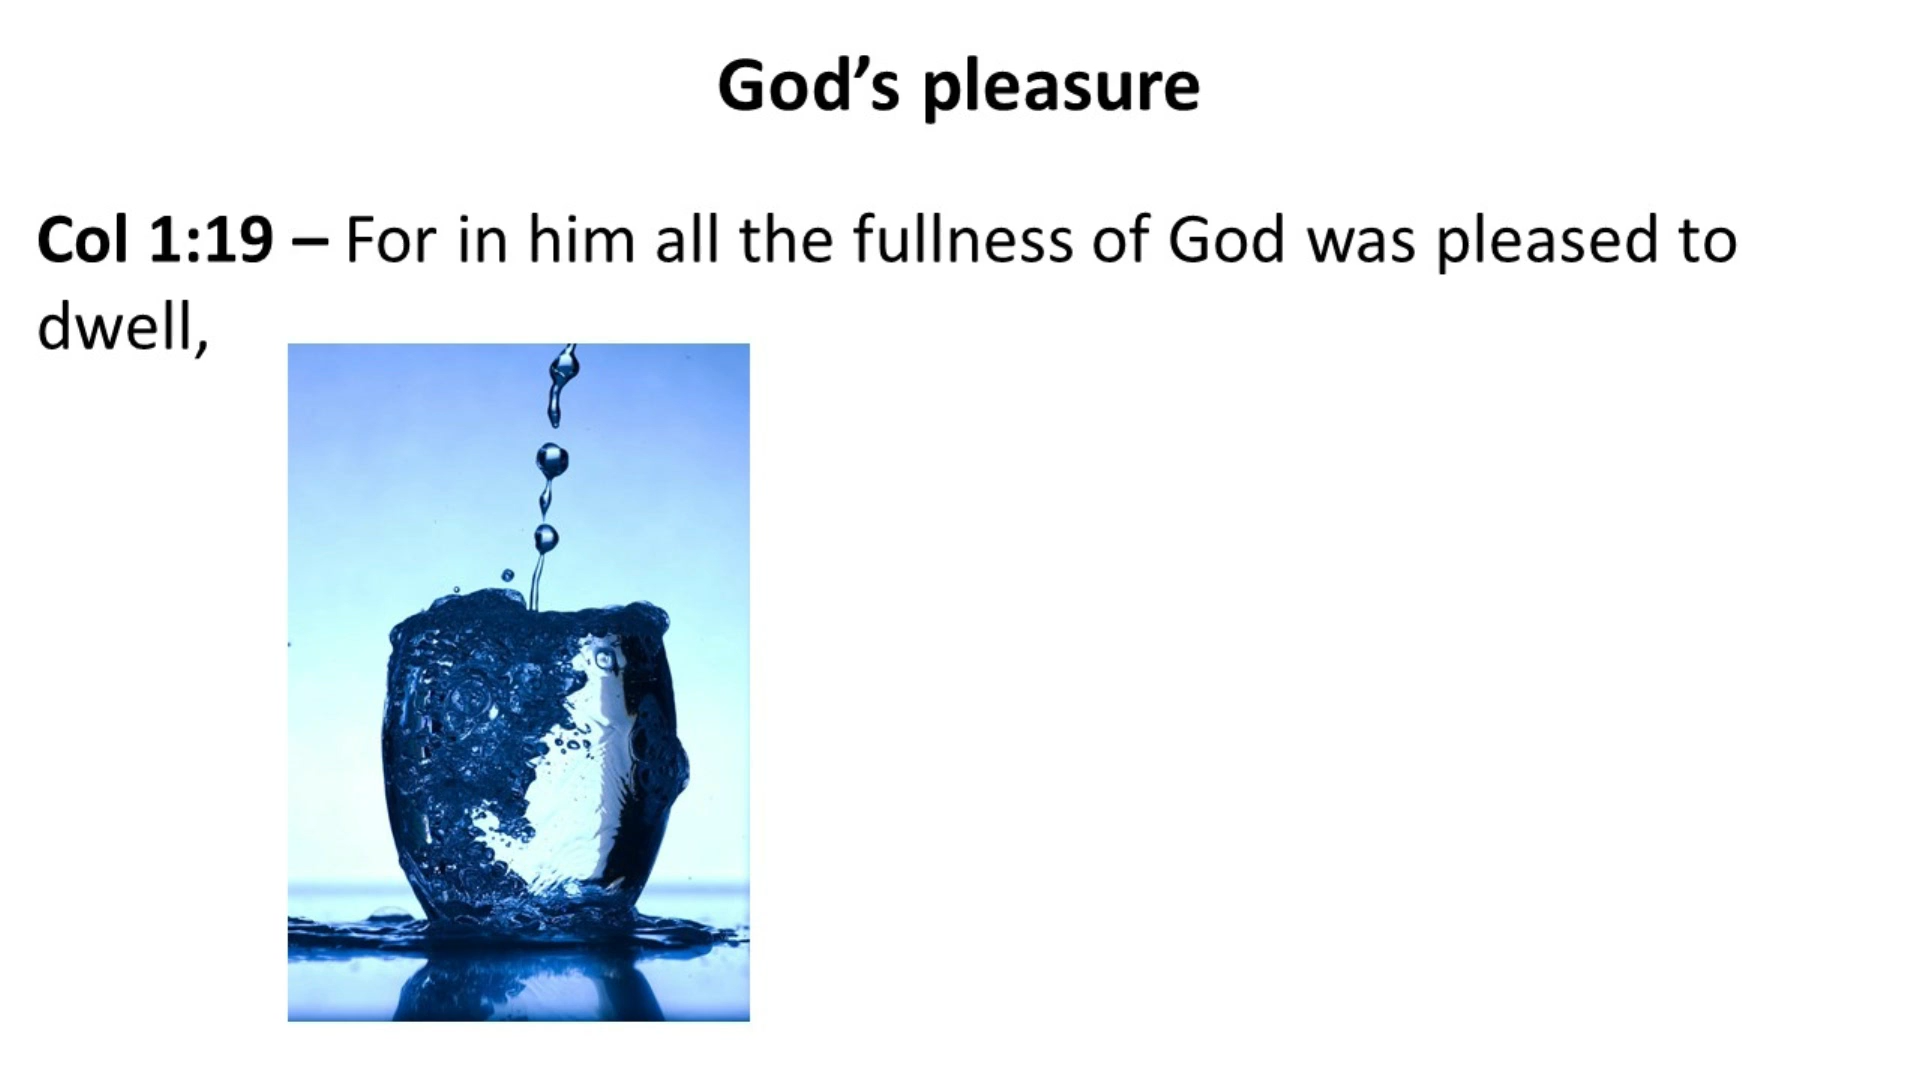 God’s pleasure
Col 1:19 – For in him all the fullness of God was pleased to
dwell,